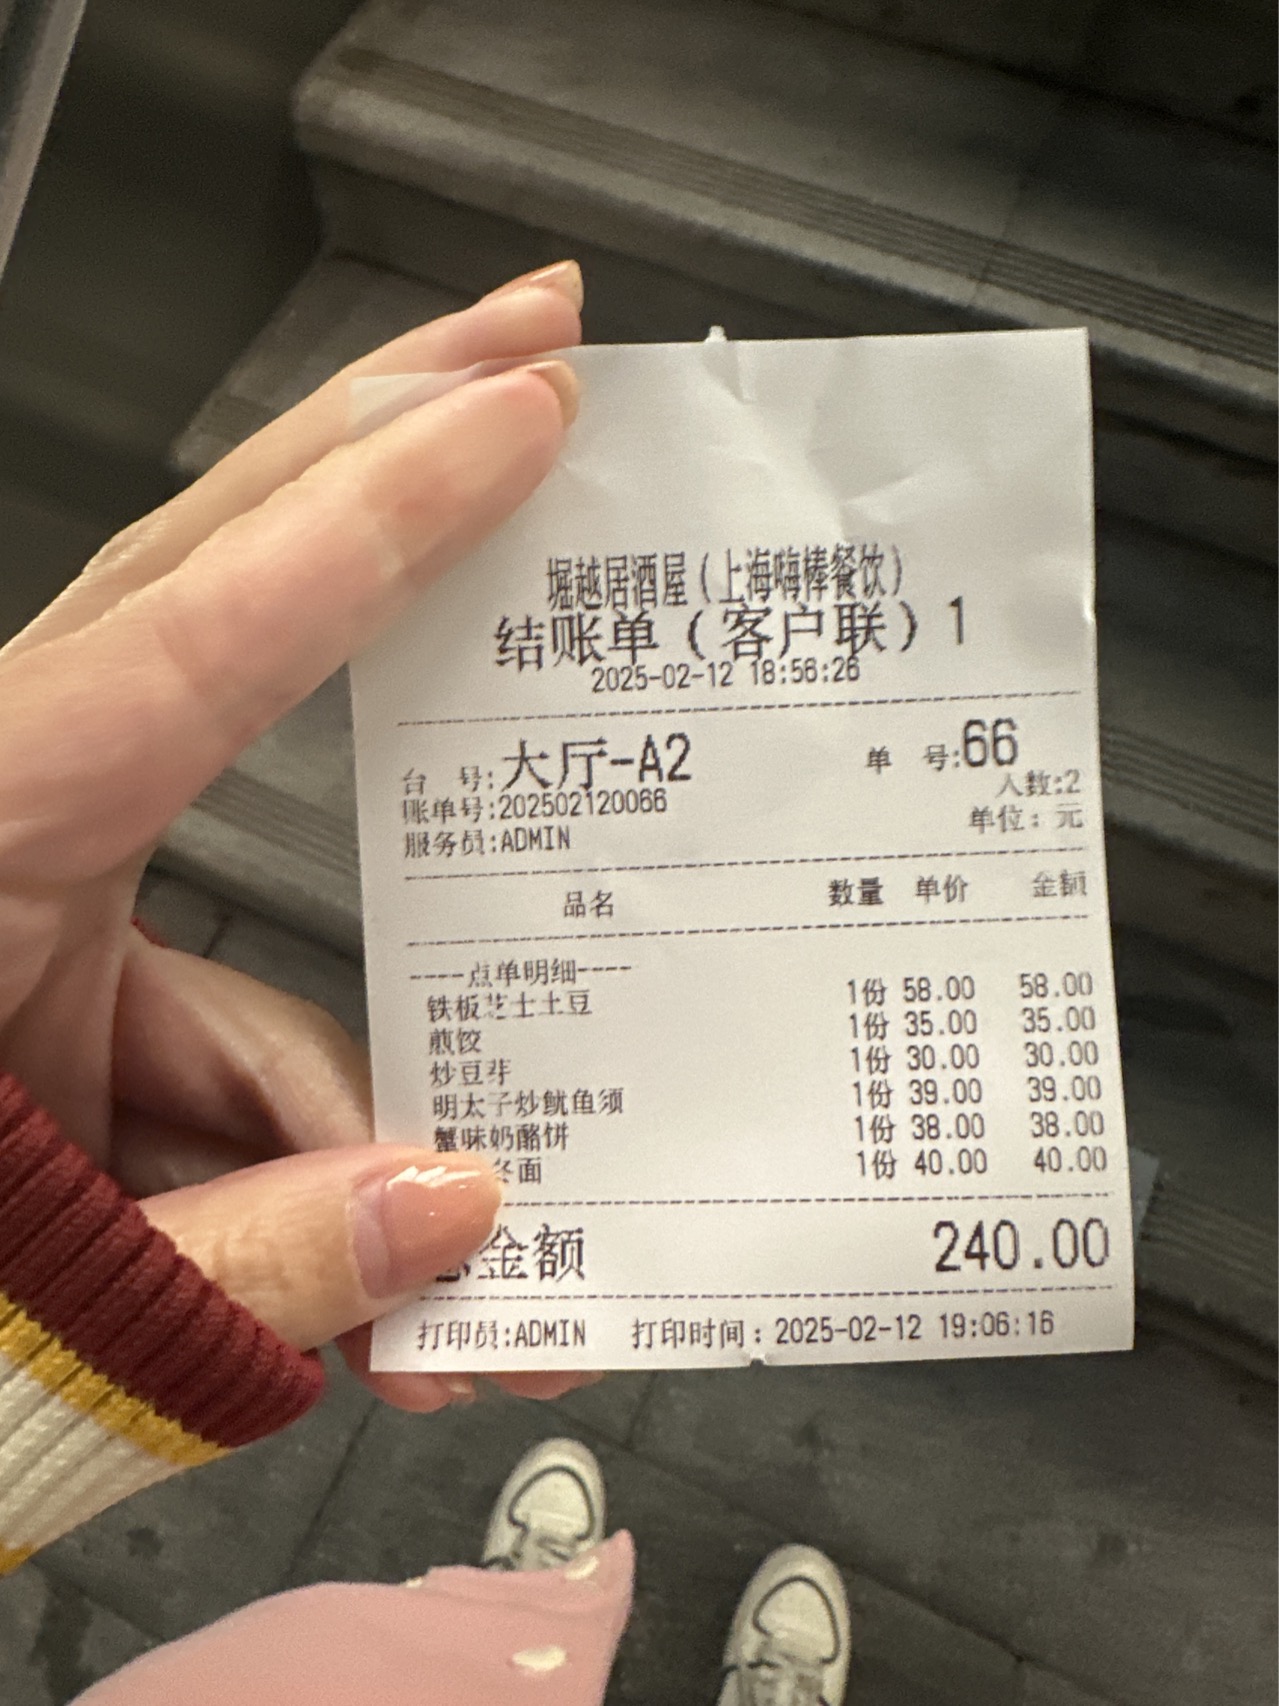 堀越居酒屋（上海嗨棒餐饮）
结账单（客户联）1
2025-02-12 18:56:26
台 号:大厅-A2 单 号:66
人数:2
账单号:202502120066
单位：元
服务员:ADMIN
品名 数量 单价 金额
----点单明细----
铁板芝士土豆 1份 58.00 58.00
煎饺 1份 35.00 35.00
炒豆芽 1份 30.00 30.00
明太子炒鱿鱼须 1份 39.00 39.00
蟹味奶酪饼 1份 38.00 38.00
冬面 1份 40.00 40.00
金额 240.00
打印员:ADMIN 打印时间：2025-02-12 19:06:16